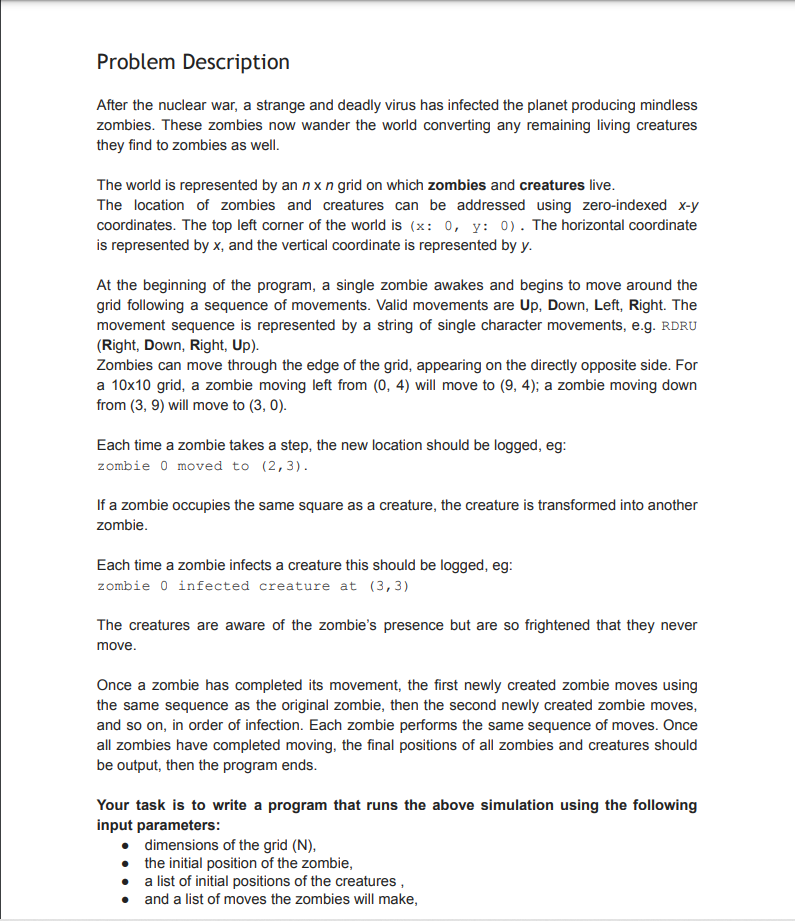 Problem Description
After the nuclear war, a strange and deadly virus has infected the planet producing mindless
zombies. These zombies now wander the world converting any remaining living creatures
they find to zombies as well.
The world is represented by an n x n grid on which zombies and creatures live.
The location of zombies and creatures can be addressed using zero-indexed x-y
coordinates. The top left corner of the world is (x: 0, y: 0). The horizontal coordinate
is represented by x, and the vertical coordinate is represented by y.
At the beginning of the program, a single zombie awakes and begins to move around the
grid following a sequence of movements. Valid movements are Up, Down, Left, Right. The
movement sequence is represented by a string of single character movements, e.g. RDRU
(Right, Down, Right, Up).
Zombies can move through the edge of the grid, appearing on the directly opposite side. For
a 10x10 grid, a zombie moving left from (0, 4) will move to (9, 4); a zombie moving down
from (3, 9) will move to (3, 0).
Each time a zombie takes a step, the new location should be logged, eg:
zombie 0 moved to (2,3).
If a zombie occupies the same square as a creature, the creature is transformed into another
zombie.
Each time a zombie infects a creature this should be logged, eg:
zombie 0 infected creature at (3,3)
The creatures are aware of the zombie's presence but are so frightened that they never
move.
Once a zombie has completed its movement, the first newly created zombie moves using
the same sequence as the original zombie, then the second newly created zombie moves,
and so on, in order of infection. Each zombie performs the same sequence of moves. Once
all zombies have completed moving, the final positions of all zombies and creatures should
be output, then the program ends.
Your task is to write a program that runs the above simulation using the following
input parameters:
● dimensions of the grid (N),
● the initial position of the zombie,
● a list of initial positions of the creatures ,
● and a list of moves the zombies will make,